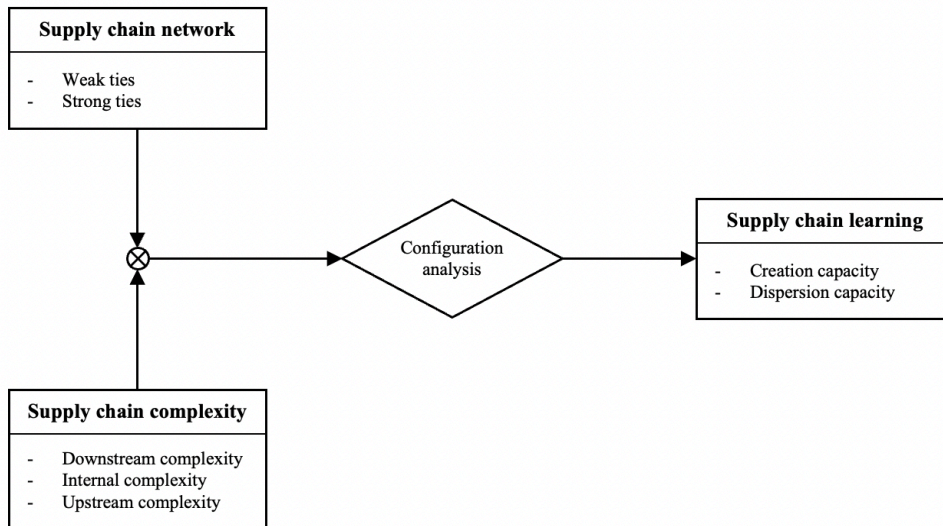 Supply chain network
- Weak ties
- Strong ties
Configuration
analysis
Supply chain learning
- Creation capacity
- Dispersion capacity
Supply chain complexity
- Downstream complexity
- Internal complexity
- Upstream complexity